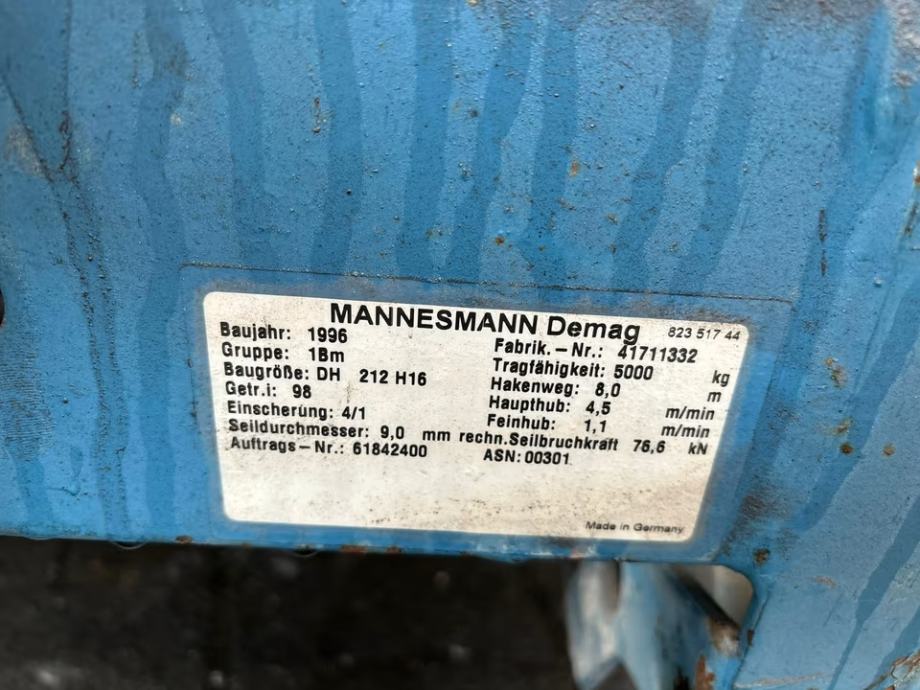 MANNESMANN Demag 823 517 44
Baujahr: 1996 Fabrik.-Nr.: 41711332
Gruppe: 1Bm Tragfähigkeit: 5000 kg
Baugröße: DH 212 H16 Hakenweg: 8,0 m
Getr.i: 98 Haupthub: 4,5 m/min
Einscherung: 4/1 Feinhub: 1,1 m/min
Seildurchmesser: 9,0 mm rechn.Seilbruchkraft 76,6 kN
Auftrags-Nr.: 61842400 ASN: 00301
Made in Germany